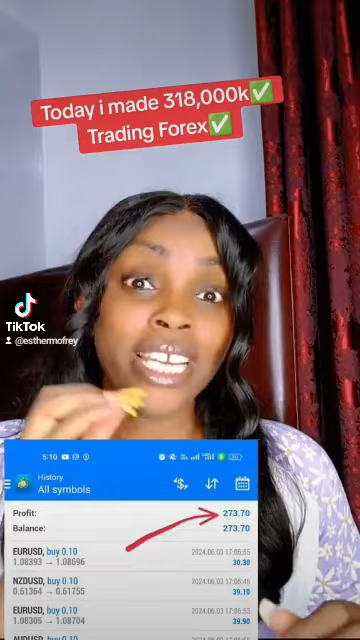 Today i made 318,000k✅
Trading Forex✅
TikTok
@esthermofrey
5:10
History
All symbols
Profit: 273.70
Balance: 273.70
EURUSD, buy 0.10 2024.06.03 17:05:55
1.08393 → 1.08696 30.30
NZDUSD, buy 0.10 2024.06.03 17:05:45
0.61364 → 0.61755 39.10
EURUSD, buy 0.10 2024.06.03 17:05:53
1.08305 → 1.08704 39.90